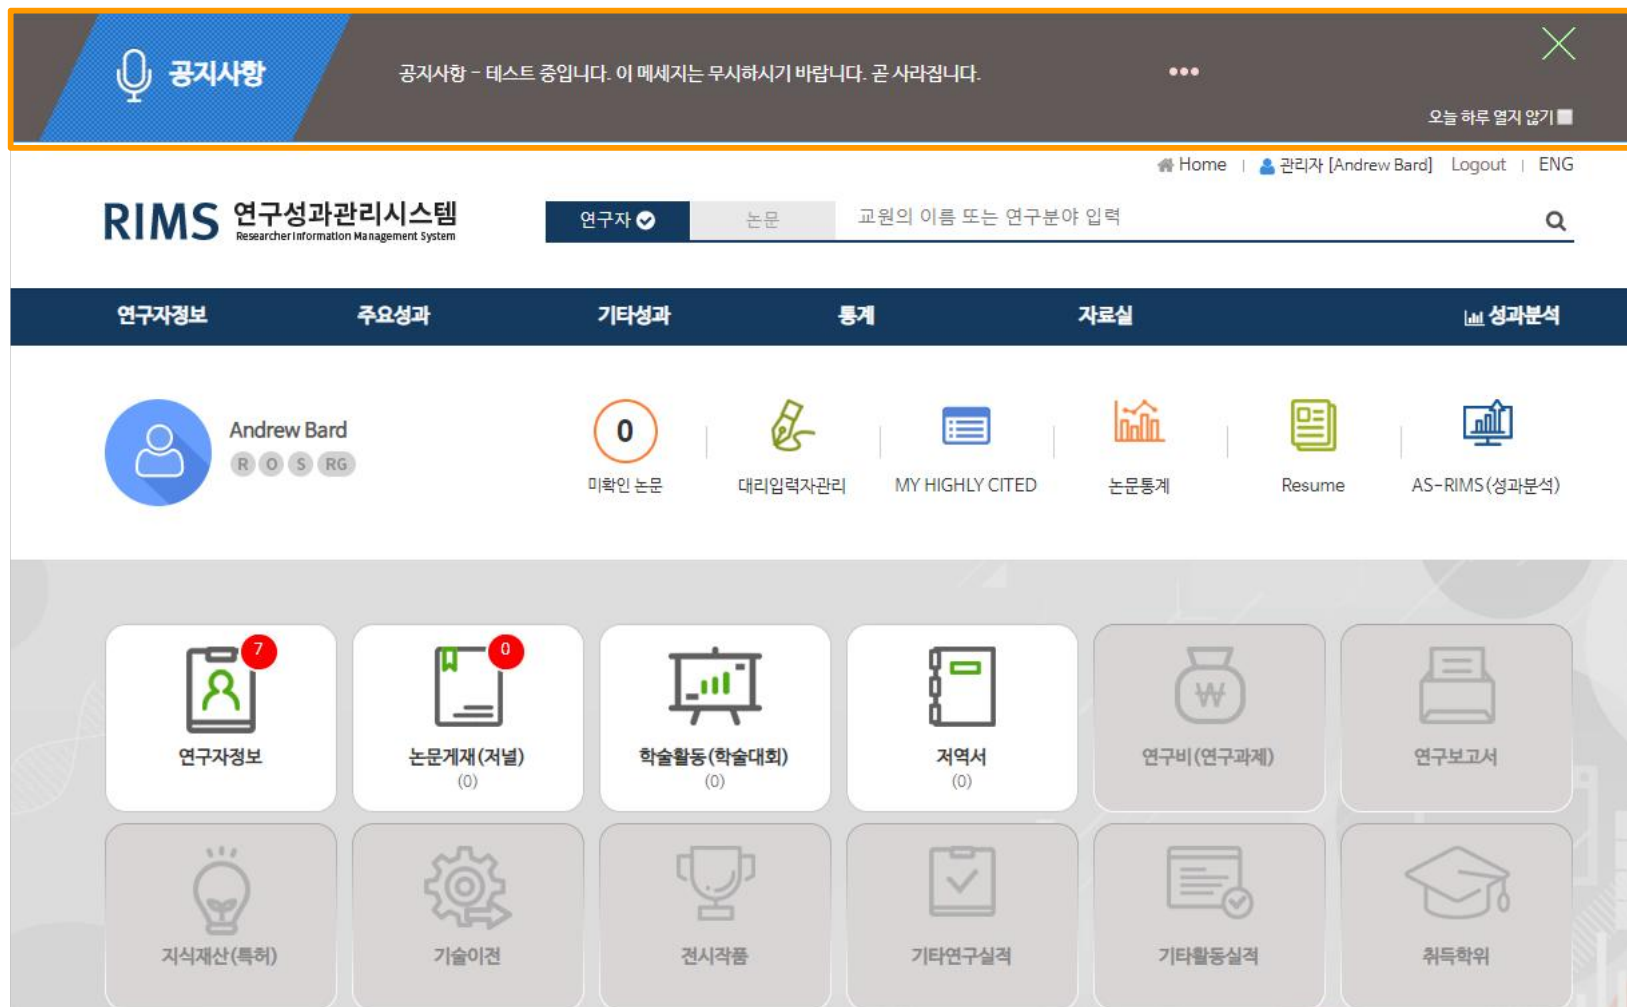 공지사항
공지사항 - 테스트 중입니다. 이 메세지는 무시하시기 바랍니다. 곧 사라집니다.
오늘 하루 열지 않기
Home | 관리자 [Andrew Bard] Logout | ENG
RIMS 연구성과관리시스템
Researcher Information Management System
연구자 논문 교원의 이름 또는 연구분야 입력
연구자정보 주요성과 기타성과 통계 자료실 성과분석
Andrew Bard
R O S RG
0
미확인 논문 대리입력자관리 MY HIGHLY CITED 논문통계 Resume AS-RIMS(성과분석)
7 0
연구자정보 논문게재(저널) 학술활동(학술대회) 저역서 연구비(연구과제) 연구보고서
(0) (0) (0)
지식재산(특허) 기술이전 전시작품 기타연구실적 기타활동실적 취득학위